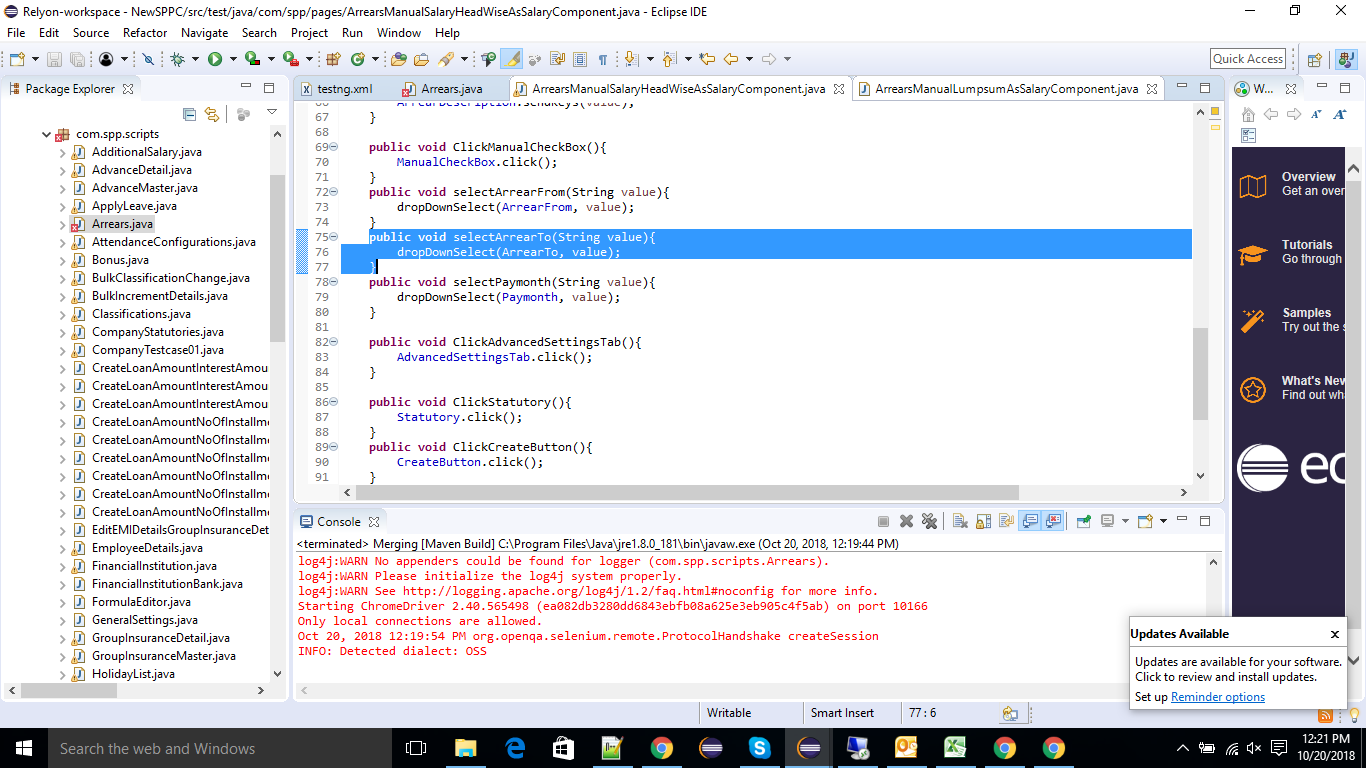 Relyon-workspace - NewSPPC/src/test/java/com/spp/pages/ArrearsManualSalaryHeadWiseAsSalaryComponent.java - Eclipse IDE
File Edit Source Refactor Navigate Search Project Run Window Help
Quick Access
Package Explorer
com.spp.scripts
AdditionalSalary.java
AdvanceDetail.java
AdvanceMaster.java
ApplyLeave.java
Arrears.java
AttendanceConfigurations.java
Bonus.java
BulkClassificationChange.java
BulkIncrementDetails.java
Classifications.java
CompanyStatutories.java
CompanyTestcase01.java
CreateLoanAmountInterestAmou
CreateLoanAmountInterestAmou
CreateLoanAmountInterestAmou
CreateLoanAmountNoOfInstallme
CreateLoanAmountNoOfInstallme
CreateLoanAmountNoOfInstallme
CreateLoanAmountNoOfInstallme
CreateLoanAmountNoOfInstallme
CreateLoanAmountNoOfInstallme
EditEMIDetailsGroupInsuranceDet
EmployeeDetails.java
FinancialInstitution.java
FinancialInstitutionBank.java
FormulaEditor.java
GeneralSettings.java
GroupInsuranceDetail.java
GroupInsuranceMaster.java
HolidayList.java
testng.xml Arrears.java ArrearsManualSalaryHeadWiseAsSalaryComponent.java ArrearsManualLumpsumAsSalaryComponent.java
66 ArrearDescription.sendKeys(value);
67 }
68
69 public void ClickManualCheckBox(){
70 ManualCheckBox.click();
71 }
72 public void selectArrearFrom(String value){
73 dropDownSelect(ArrearFrom, value);
74 }
75 public void selectArrearTo(String value){
76 dropDownSelect(ArrearTo, value);
77 }
78 public void selectPaymonth(String value){
79 dropDownSelect(Paymonth, value);
80 }
81
82 public void ClickAdvancedSettingsTab(){
83 AdvancedSettingsTab.click();
84 }
85
86 public void ClickStatutory(){
87 Statutory.click();
88 }
89 public void ClickCreateButton(){
90 CreateButton.click();
91 }
W...
Overview
Get an over
Tutorials
Go through
Samples
Try out the s
What's New
Find out wh
ec
Console
<terminated> Merging [Maven Build] C:\Program Files\Java\jre1.8.0_181\bin\javaw.exe (Oct 20, 2018, 12:19:44 PM)
log4j:WARN No appenders could be found for logger (com.spp.scripts.Arrears).
log4j:WARN Please initialize the log4j system properly.
log4j:WARN See http://logging.apache.org/log4j/1.2/faq.html#noconfig for more info.
Starting ChromeDriver 2.40.565498 (ea082db3280dd6843ebfb08a625e3eb905c4f5ab) on port 10166
Only local connections are allowed.
Oct 20, 2018 12:19:54 PM org.openqa.selenium.remote.ProtocolHandshake createSession
INFO: Detected dialect: OSS
Updates Available
Updates are available for your software.
Click to review and install updates.
Set up Reminder options
Writable Smart Insert 77 : 6
Search the web and Windows
12:21 PM
10/20/2018